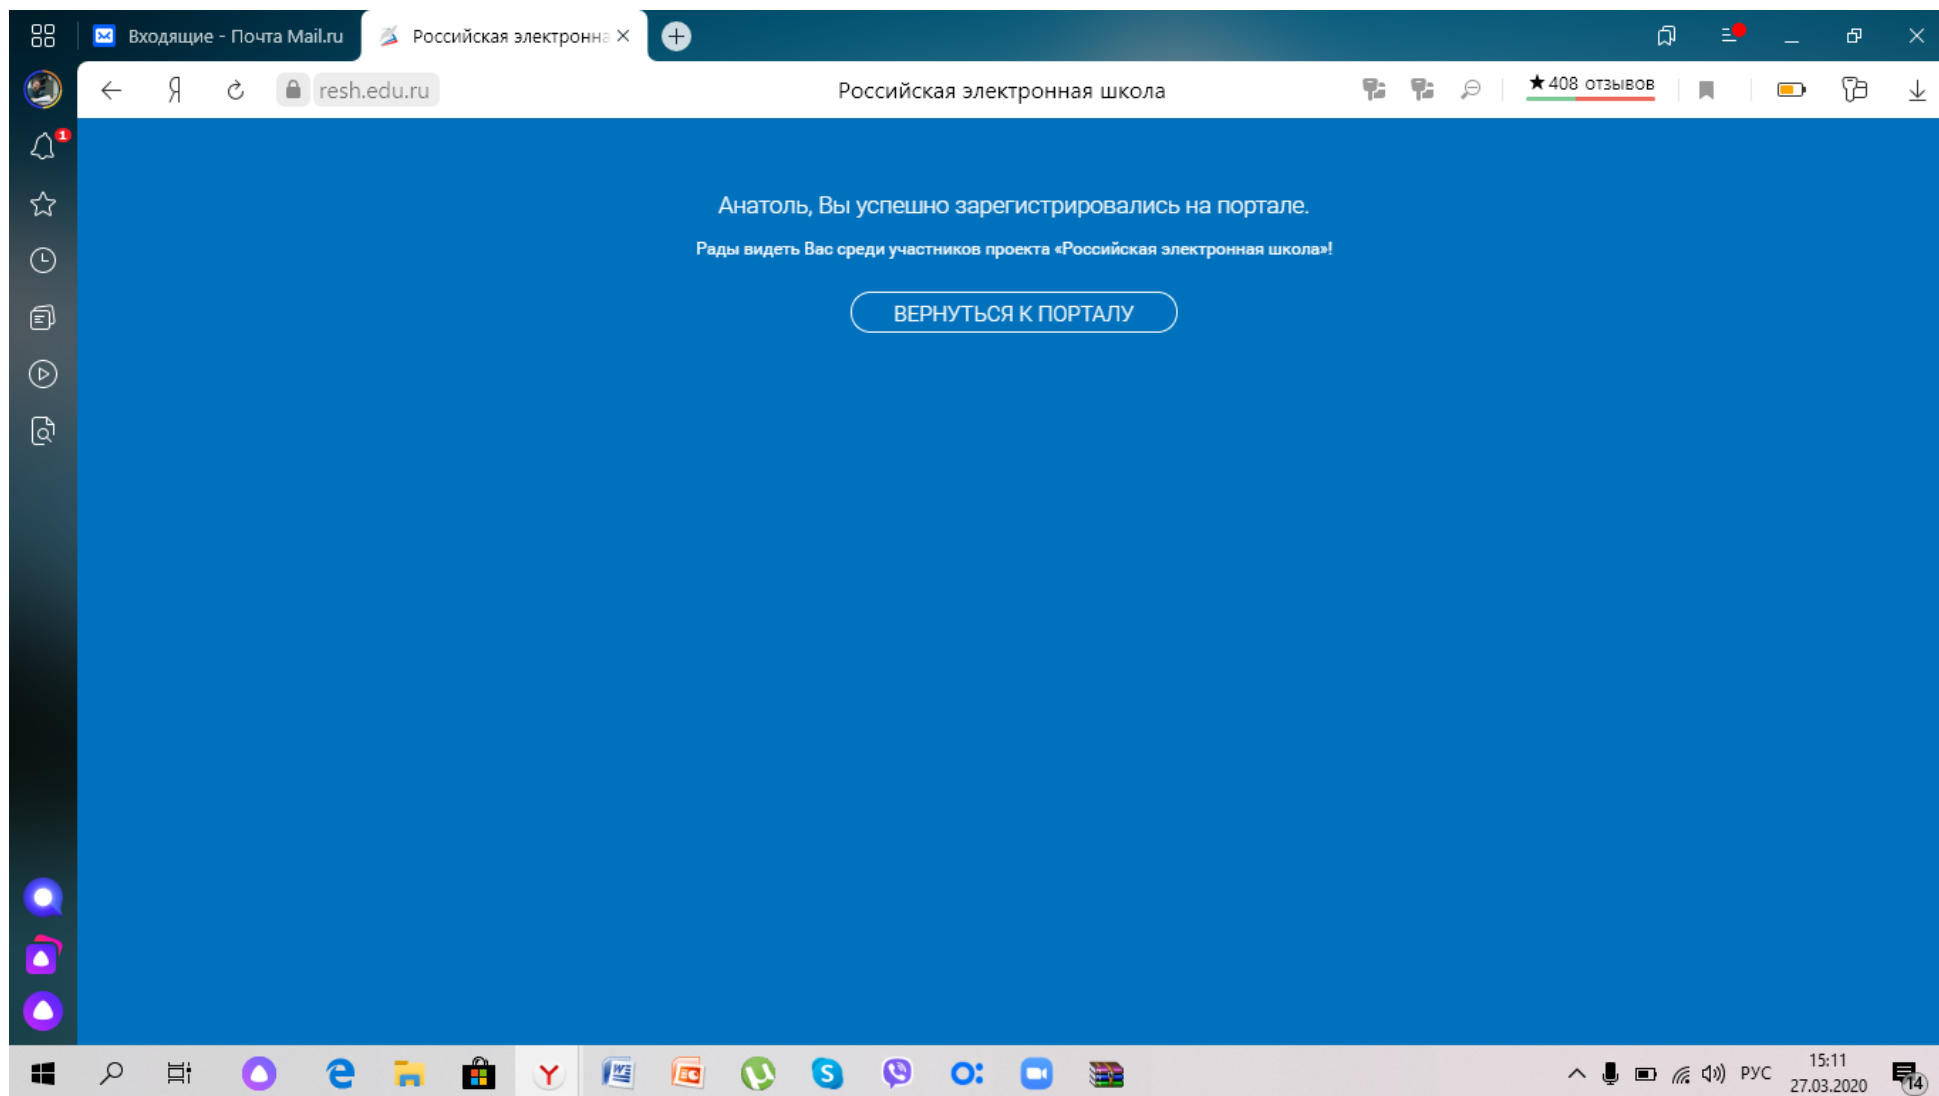 Входящие - Почта Mail.ru
Российская электронна
Я
resh.edu.ru
Российская электронная школа
★408 отзывов
1
Анатоль, Вы успешно зарегистрировались на портале.
Рады видеть Вас среди участников проекта «Российская электронная школа»!
ВЕРНУТЬСЯ К ПОРТАЛУ
РУС
15:11
27.03.2020
14